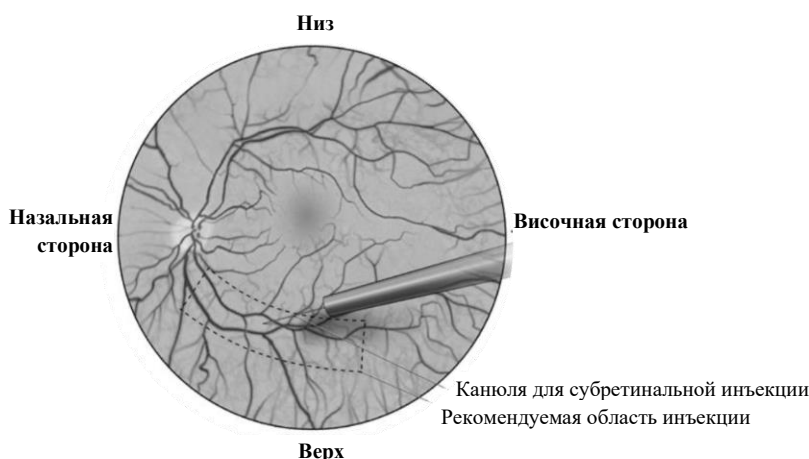 Низ
Назальная
сторона
Височная сторона
Канюля для субретинальной инъекции
Рекомендуемая область инъекции
Верх